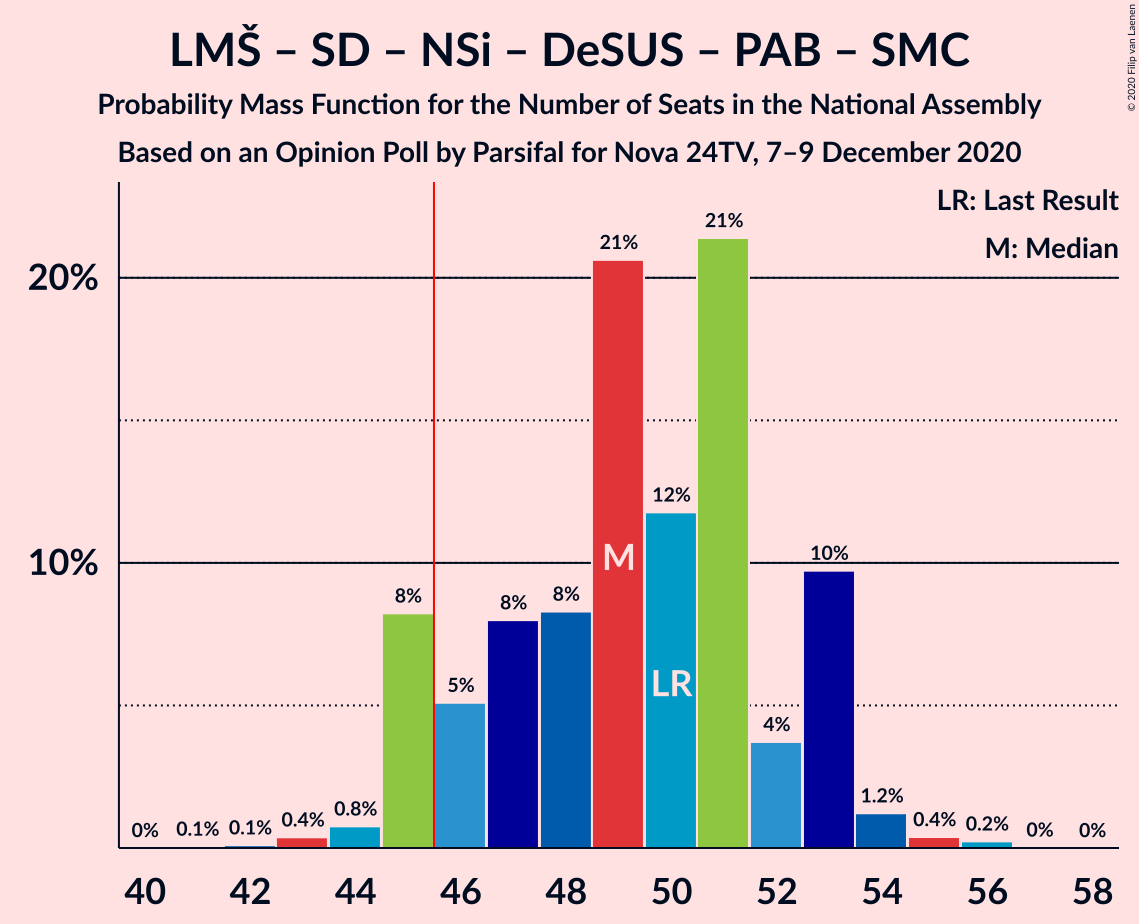 LMŠ – SD – NSi – DeSUS – PAB – SMC
Probability Mass Function for the Number of Seats in the National Assembly
Based on an Opinion Poll by Parsifal for Nova 24TV, 7–9 December 2020
© 2020 Filip van Laenen
LR: Last Result
M: Median
20%
10%
0%
0.1%
0.1%
0.4%
0.8%
8%
5%
8%
8%
21%
12%
21%
4%
10%
1.2%
0.4%
0.2%
0%
0%
M
LR
40 42 44 46 48 50 52 54 56 58